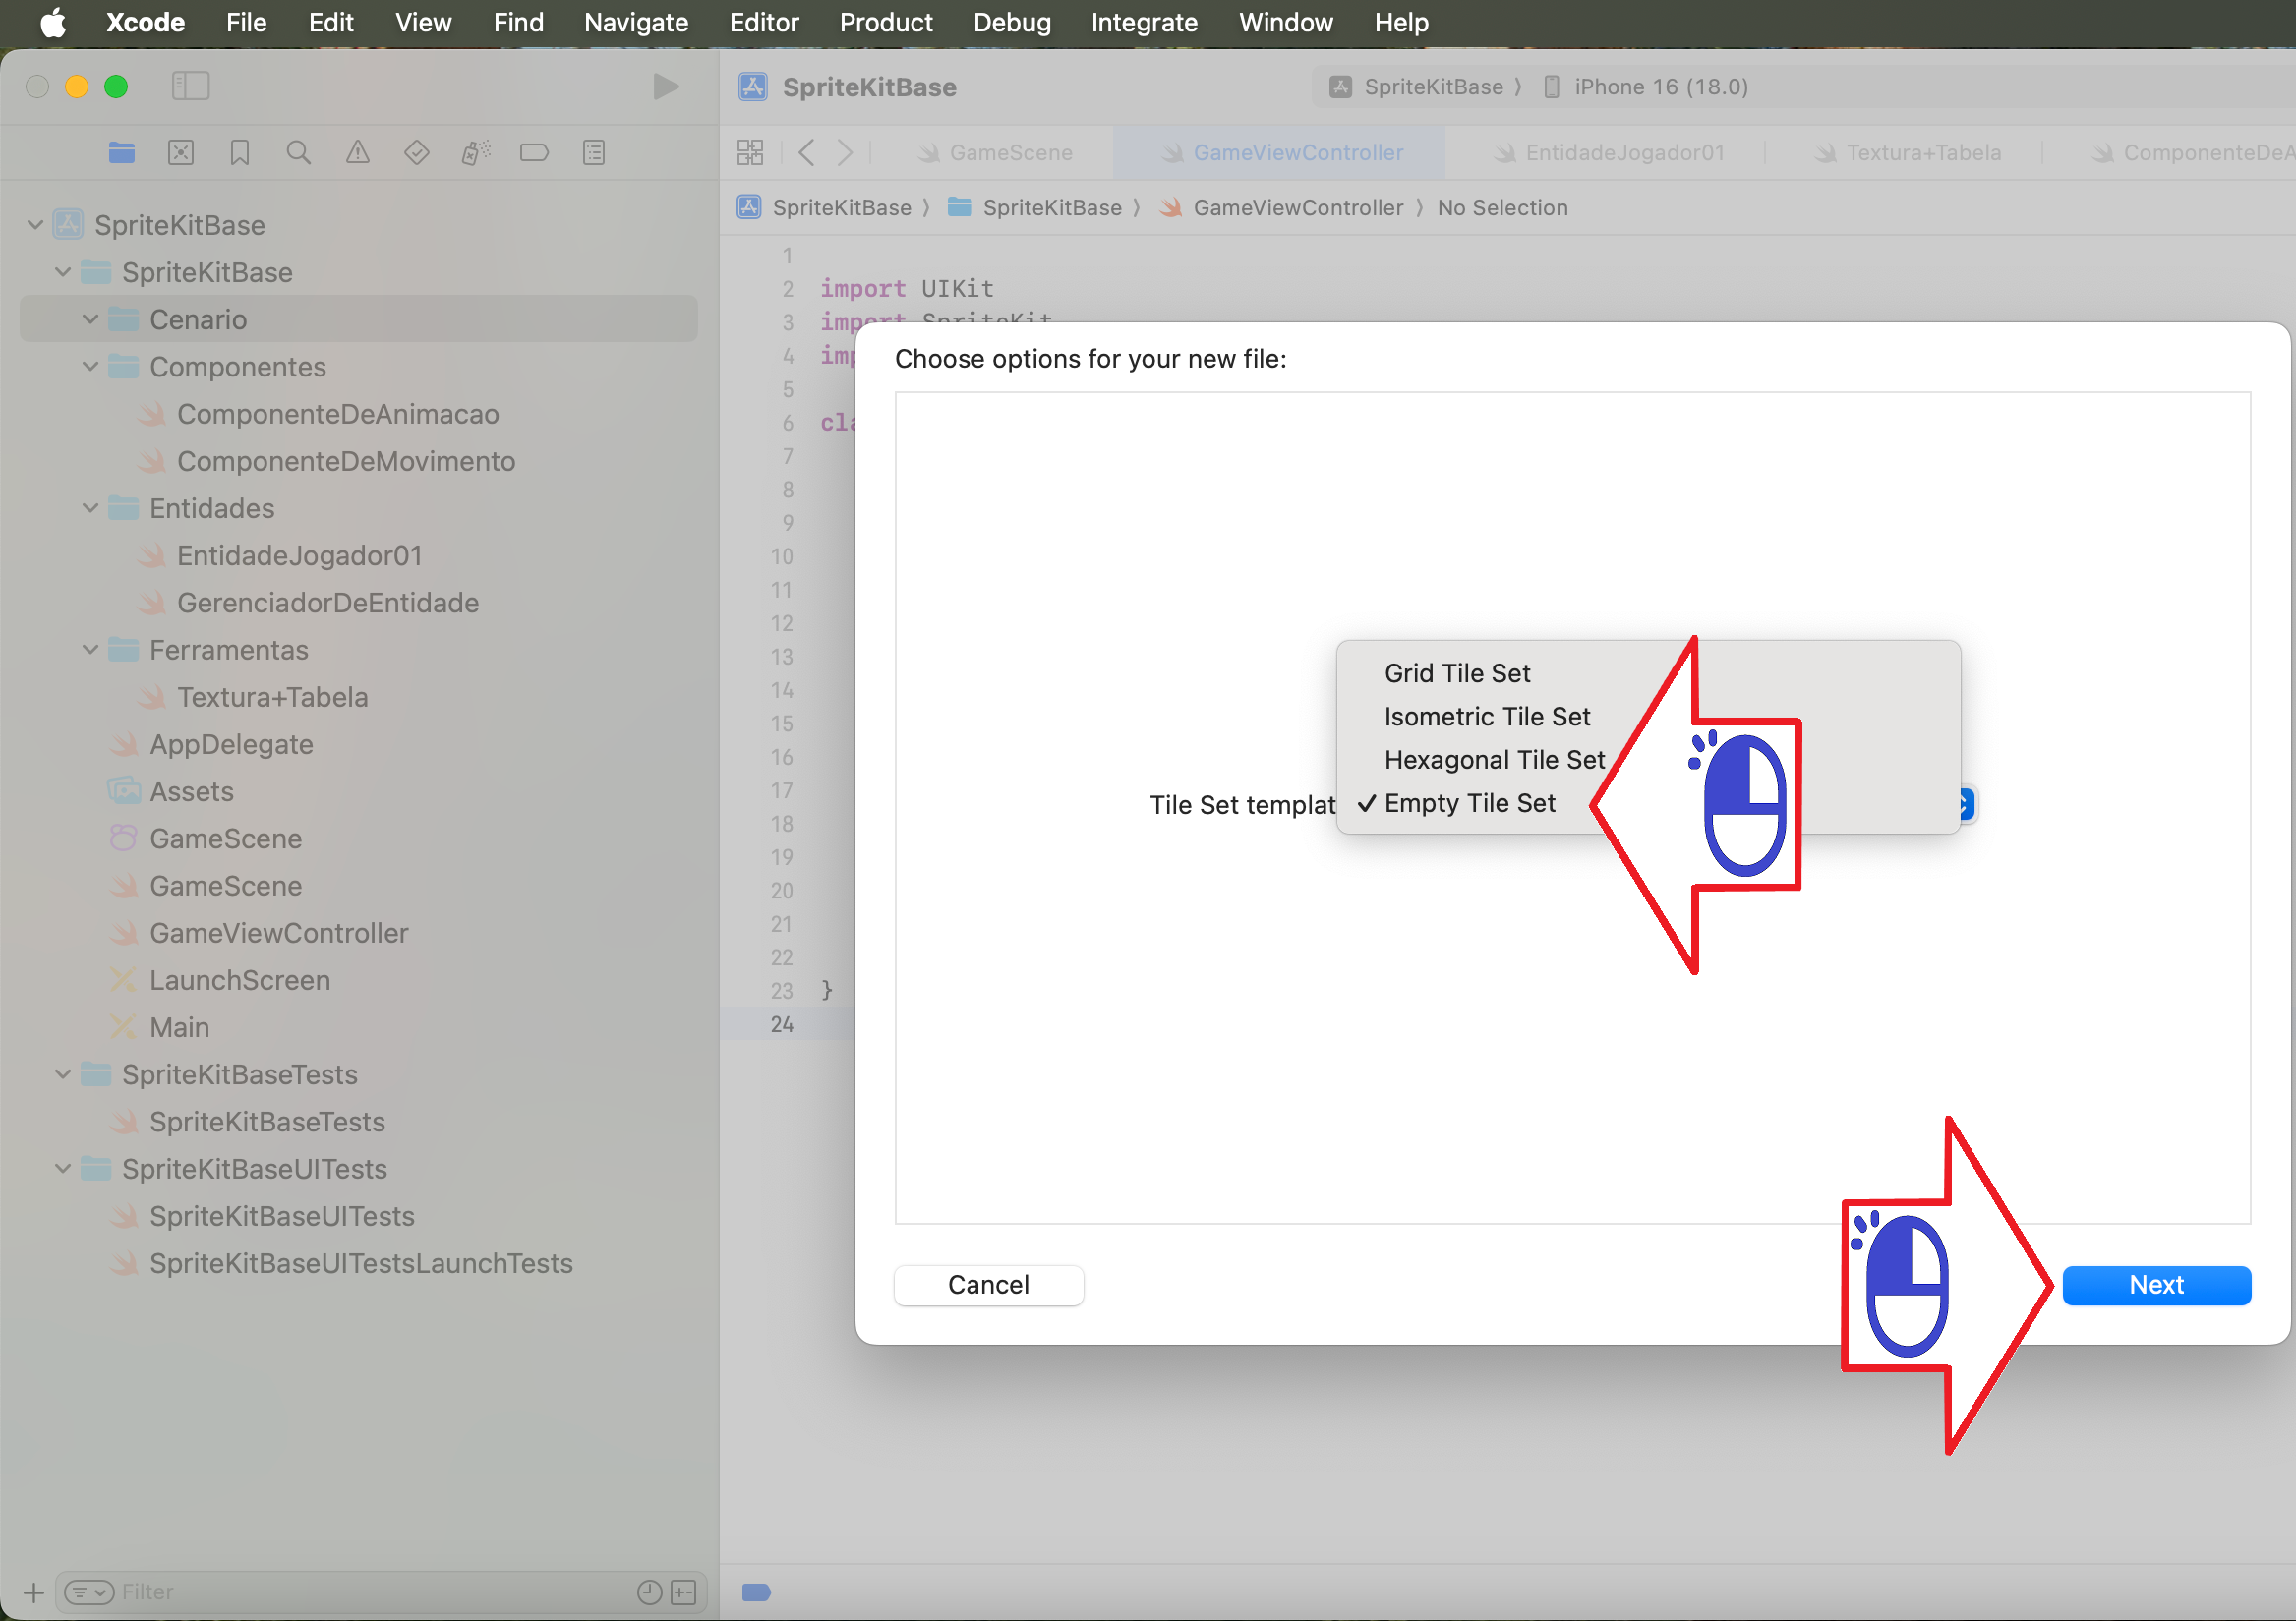 Xcode File Edit View Find Navigate Editor Product Debug Integrate Window Help
SpriteKitBase
SpriteKitBase 〉 iPhone 16 (18.0)
GameScene
GameViewController
EntidadeJogador01
Textura+Tabela
ComponenteDeA
SpriteKitBase 〉 SpriteKitBase 〉 GameViewController 〉 No Selection
SpriteKitBase
SpriteKitBase
Cenario
Componentes
ComponenteDeAnimacao
ComponenteDeMovimento
Entidades
EntidadeJogador01
GerenciadorDeEntidade
Ferramentas
Textura+Tabela
AppDelegate
Assets
GameScene
GameScene
GameViewController
LaunchScreen
Main
SpriteKitBaseTests
SpriteKitBaseTests
SpriteKitBaseUITests
SpriteKitBaseUITests
SpriteKitBaseUITestsLaunchTests
Filter
1
2 import UIKit
3 import SpriteKit
4 imp
5
6 cla
7
8
9
10
11
12
13
14
15
16
17
18
19
20
21
22
23 }
24
Choose options for your new file:
Grid Tile Set
Isometric Tile Set
Hexagonal Tile Set
Tile Set templat ✓ Empty Tile Set
Cancel
Next